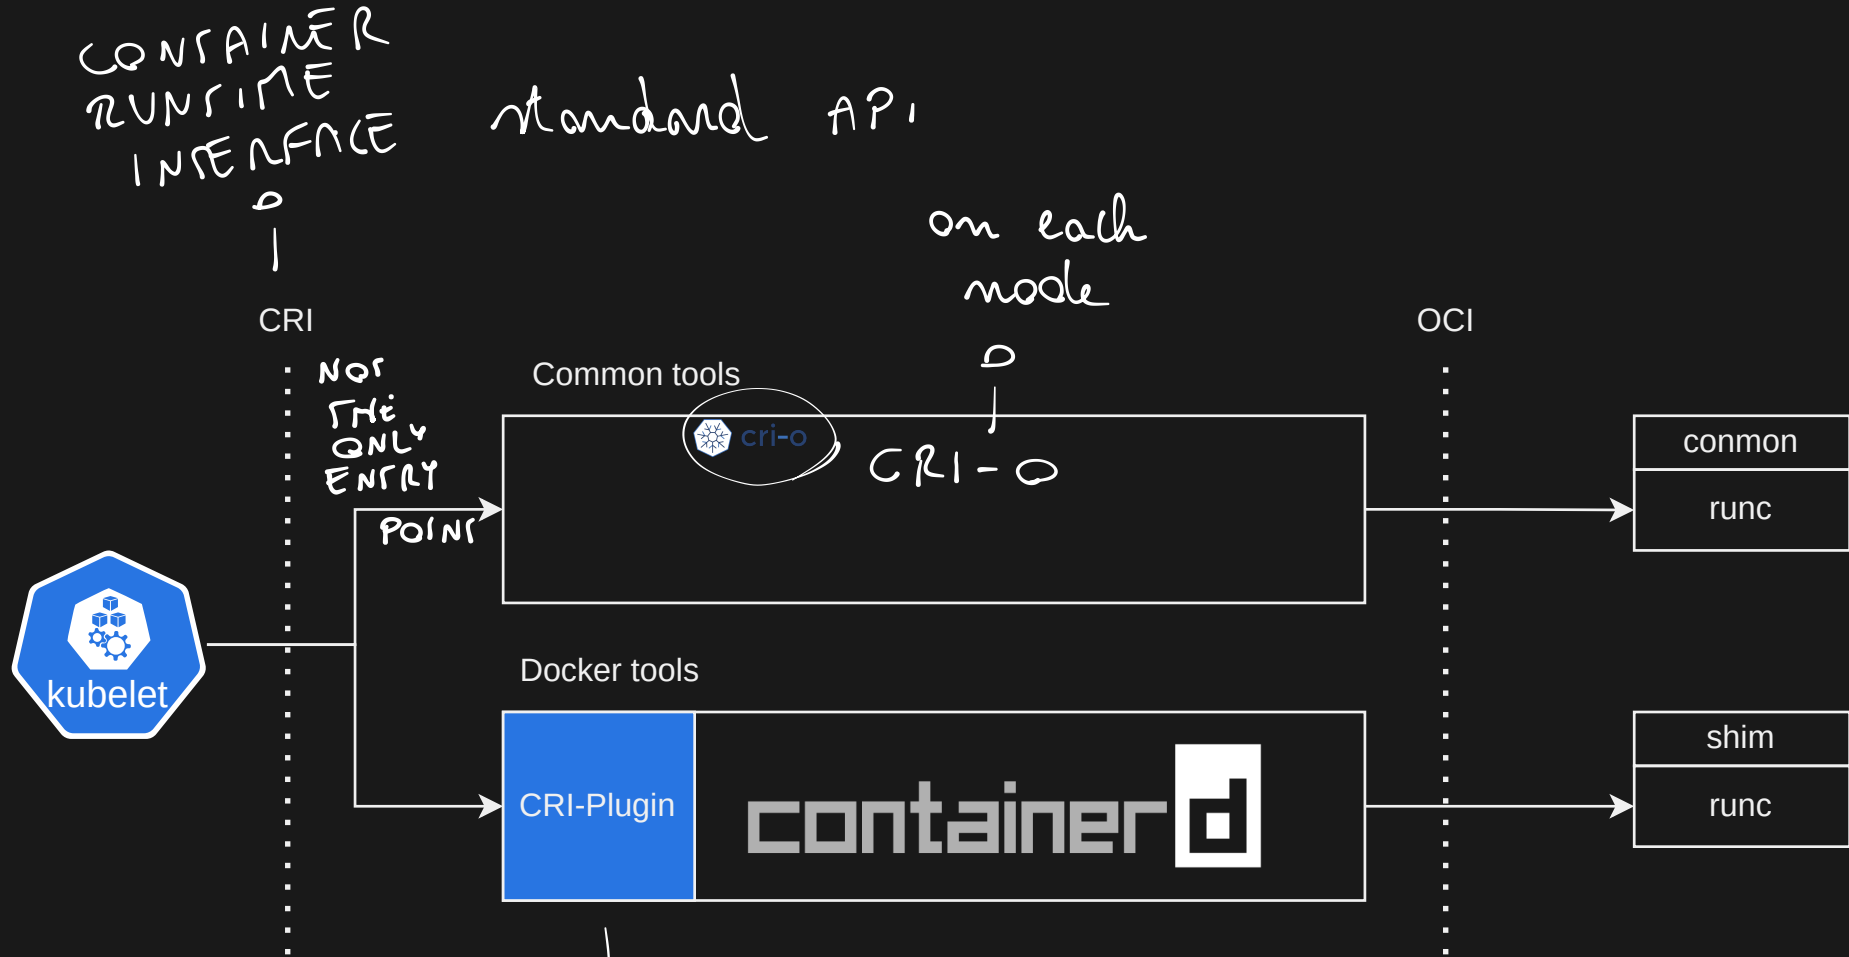 CONTAINER
RUNTIME
INTERFACE
standard API
on each
node
CRI
OCI
NOT
THE
ONLY
ENTRY
POINT
Common tools
cri-o
CRI-O
conmon
runc
kubelet
Docker tools
CRI-Plugin
containerd
shim
runc